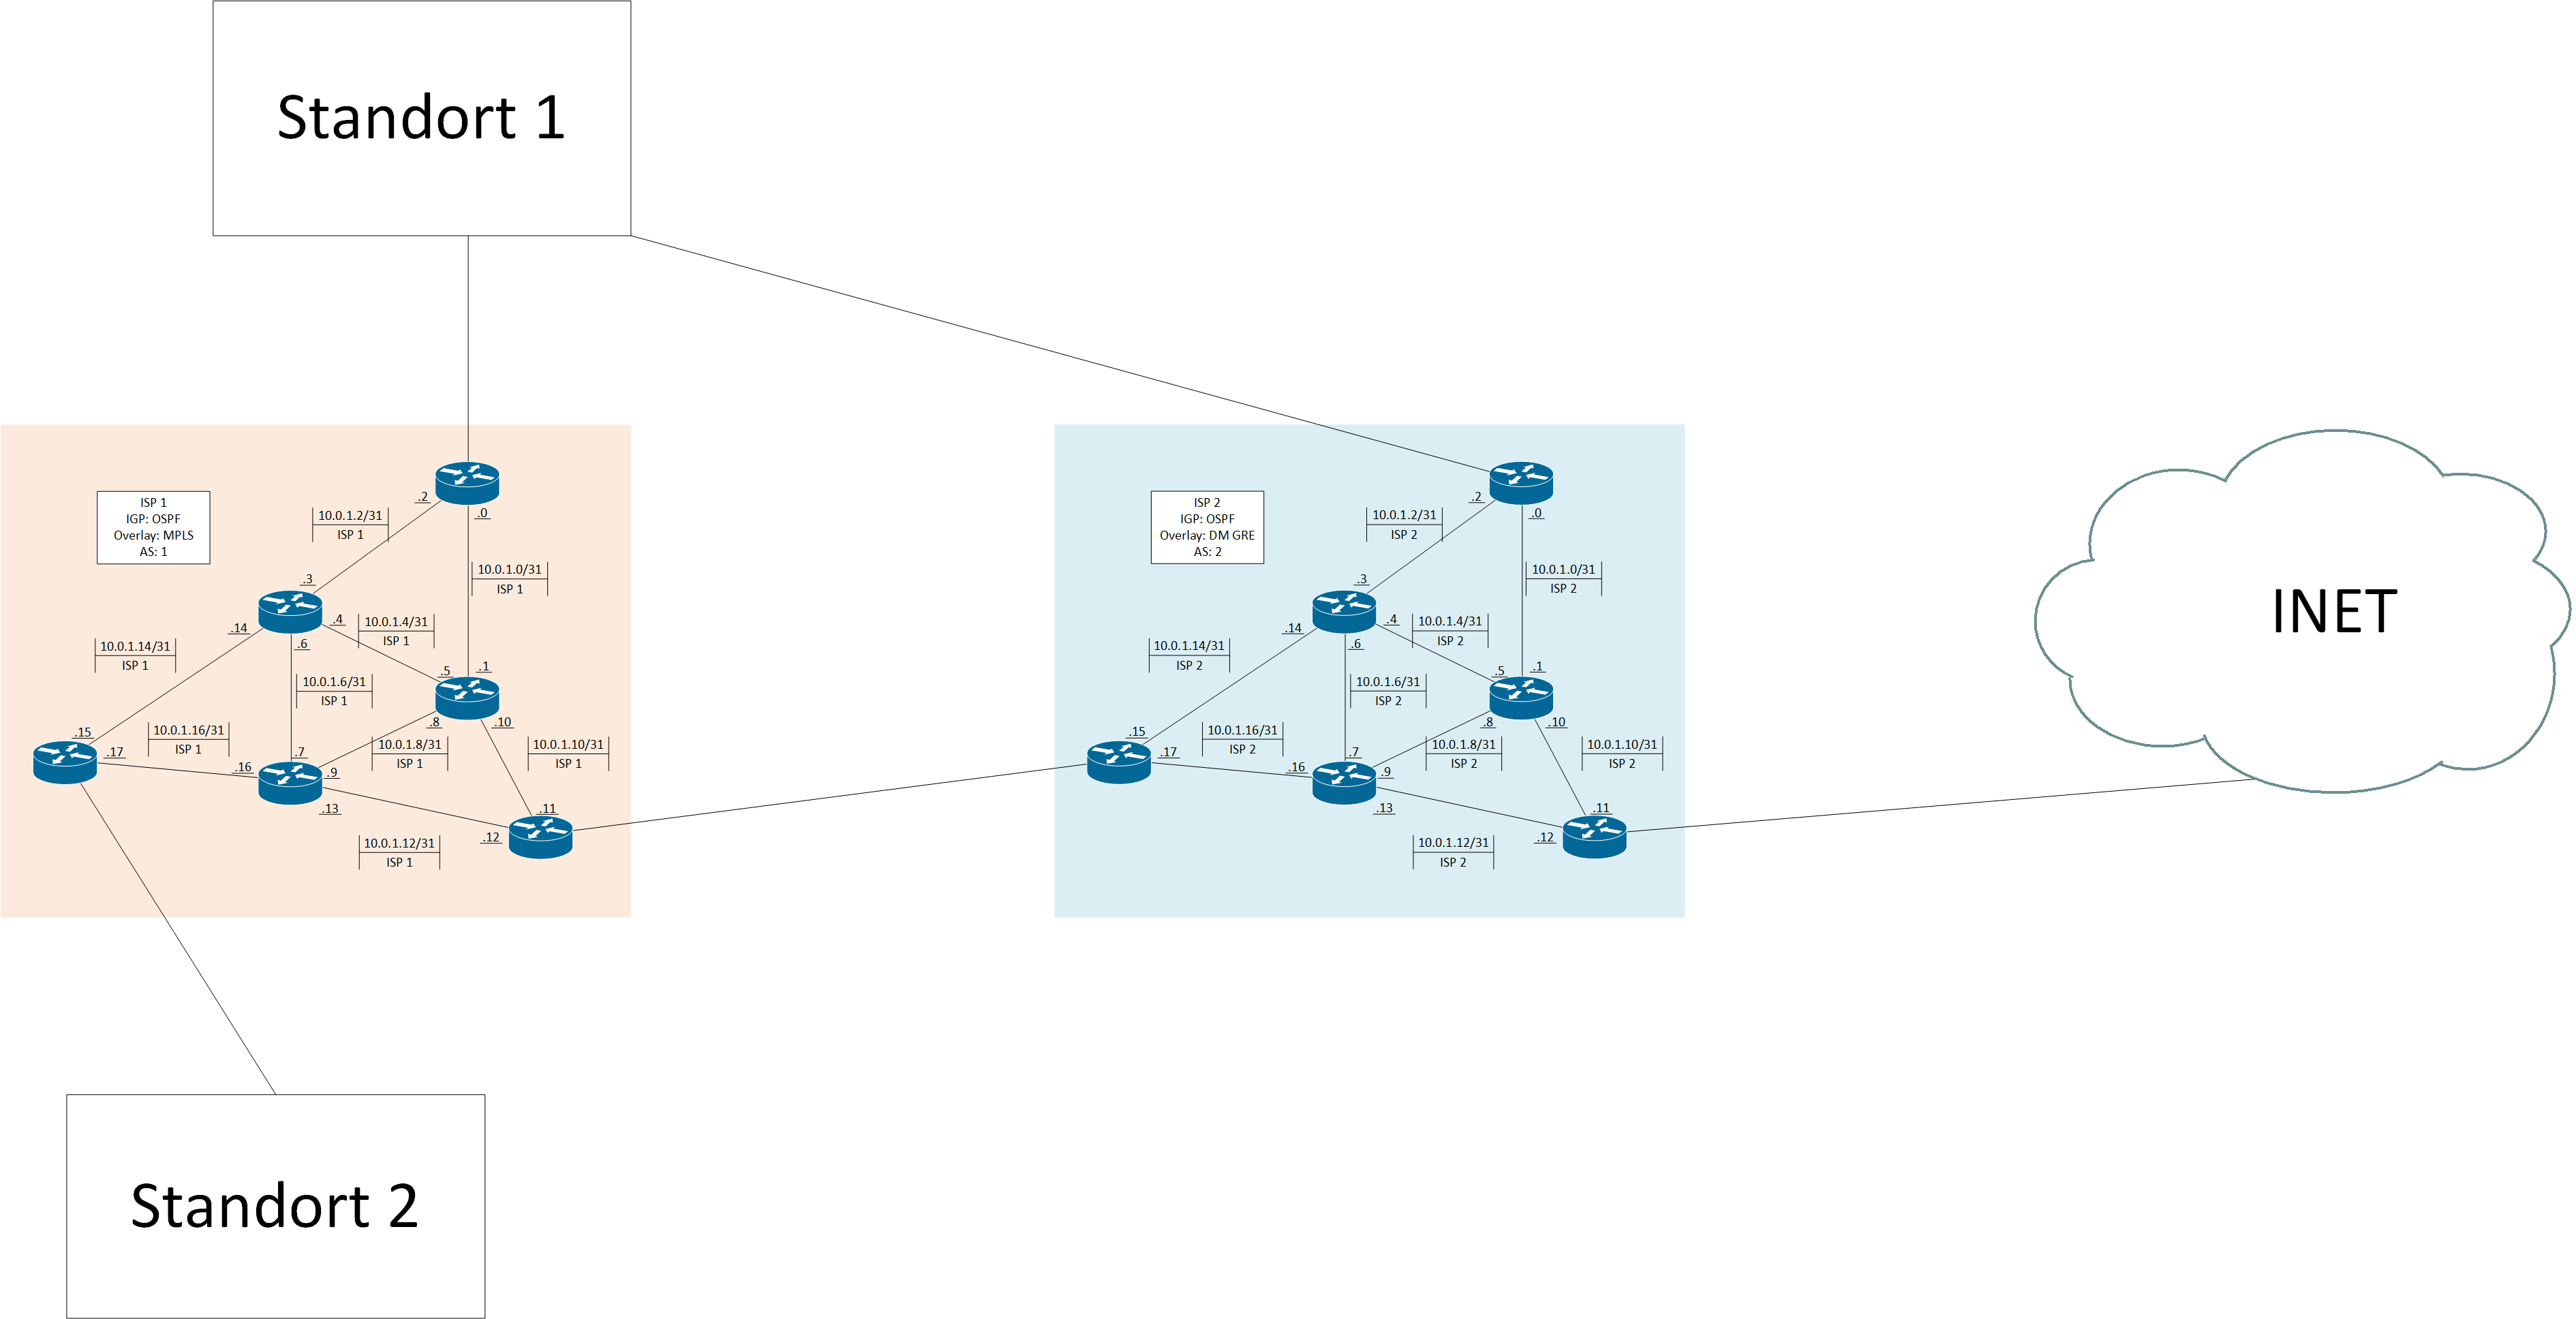 Standort 1
ISP 1
IGP: OSPF
Overlay: MPLS
AS: 1
.2
.0
10.0.1.2/31
ISP 1
10.0.1.0/31
ISP 1
.3
.14
.4
10.0.1.4/31
ISP 1
.6
10.0.1.14/31
ISP 1
.5
.1
10.0.1.6/31
ISP 1
.8
.10
.15
.17
10.0.1.16/31
ISP 1
10.0.1.8/31
ISP 1
10.0.1.10/31
ISP 1
.16
.7
.9
.13
.11
.12
10.0.1.12/31
ISP 1
ISP 2
IGP: OSPF
Overlay: DM GRE
AS: 2
.2
.0
10.0.1.2/31
ISP 2
10.0.1.0/31
ISP 2
.3
.14
.4
10.0.1.4/31
ISP 2
.6
10.0.1.14/31
ISP 2
.5
.1
10.0.1.6/31
ISP 2
.8
.10
.15
.17
10.0.1.16/31
ISP 2
10.0.1.8/31
ISP 2
10.0.1.10/31
ISP 2
.16
.7
.9
.13
.11
.12
10.0.1.12/31
ISP 2
INET
Standort 2